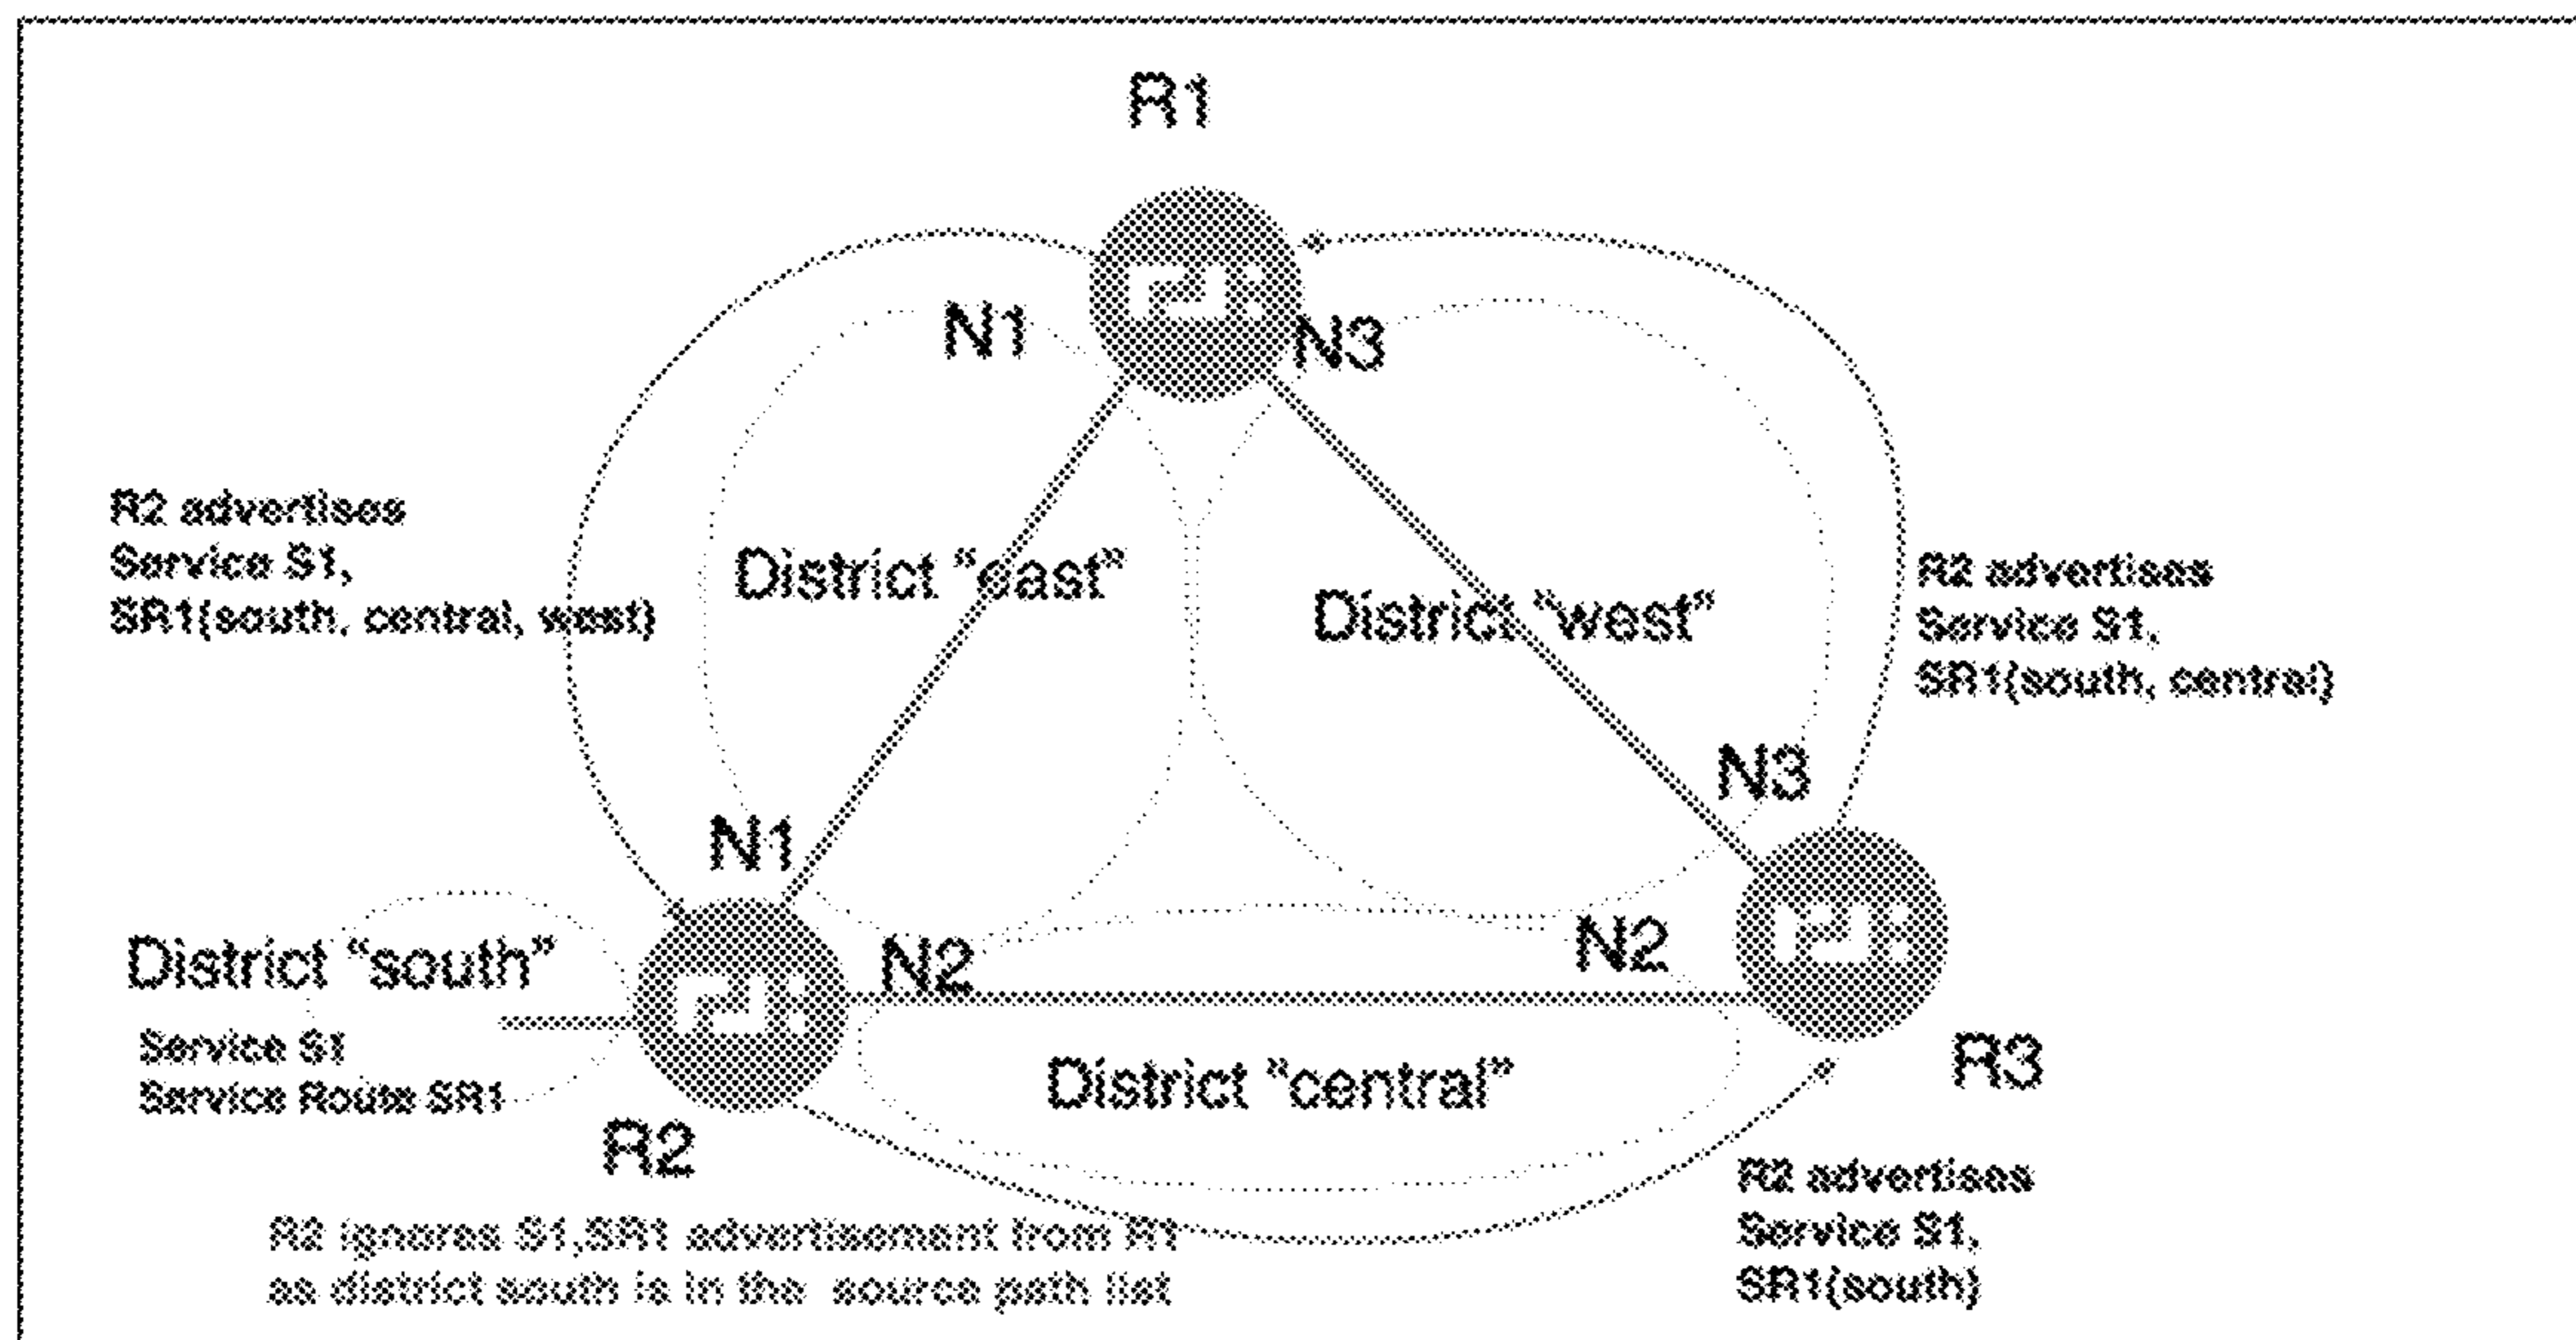 R1
N1
N3
R2 advertises
Service S1,
SR1(south, central, west)
District "east"
District "west"
R2 advertises
Service S1,
SR1(south, central)
N3
N1
District "south"
N2
N2
Service S1
Service Route SR1
District "central"
R3
R2
R2 advertises
Service S1,
SR1(south)
R2 ignores S1,SR1 advertisement from R1
as district south is in the source path list